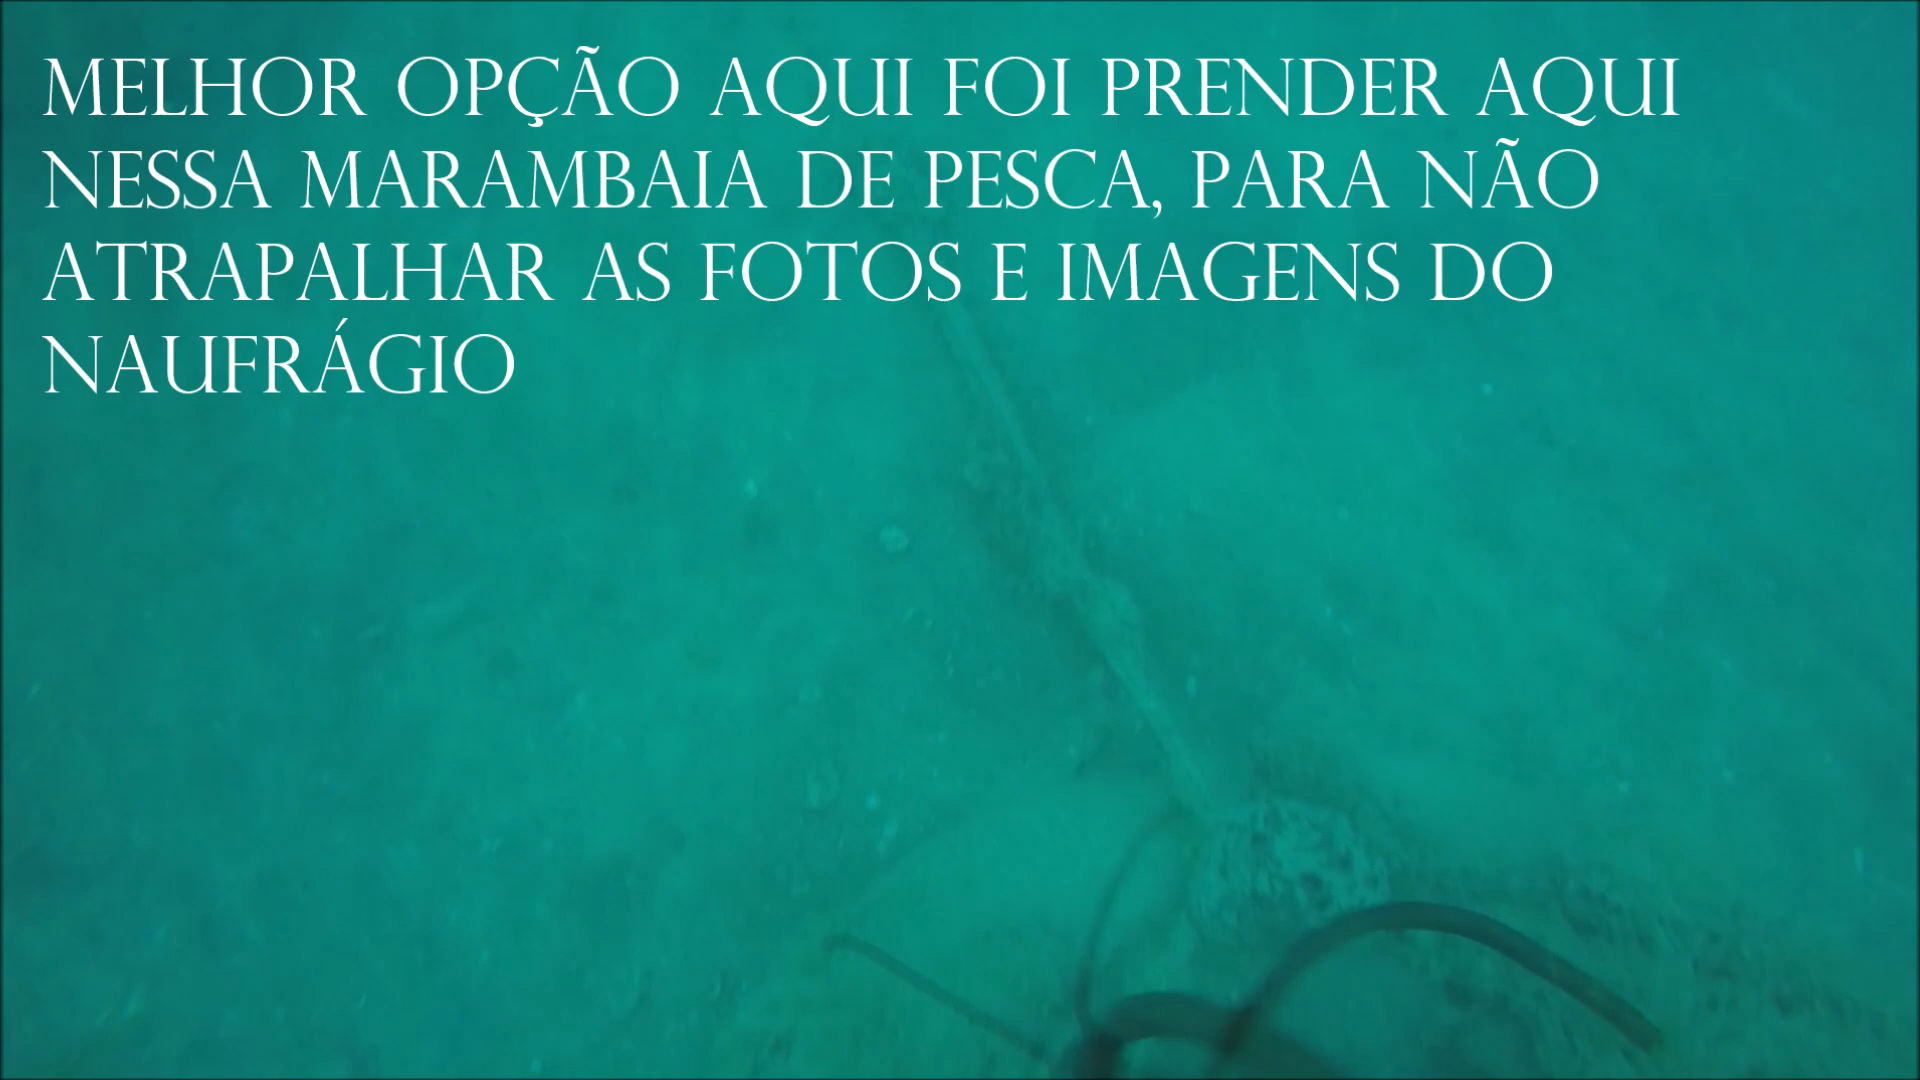 MELHOR OPÇÃO AQUI FOI PRENDER AQUI
NESSA MARAMBAIA DE PESCA, PARA NÃO
ATRAPALHAR AS FOTOS E IMAGENS DO
NAUFRÁGIO